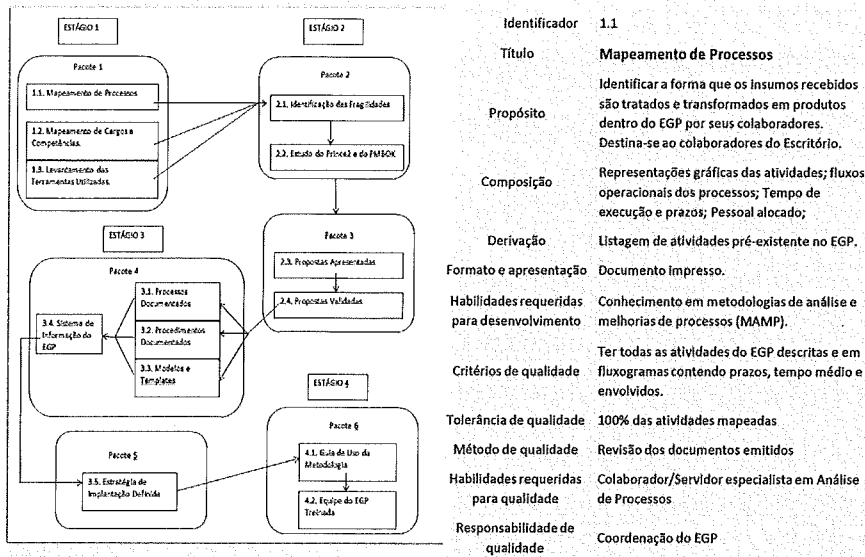 ESTÁGIO 1
ESTÁGIO 2
Pacote 1
1.1. Mapeamento de Processos
1.2. Mapeamento de Cargos e
Competências.
1.3. Levantamento das
Ferramentas Utilizadas.
Pacote 2
2.1. Identificação das Fragilidades
2.2. Estudo do Prince2 e do PMBOK
ESTÁGIO 3
Pacote 3
2.3. Propostas Apresentadas
2.4. Propostas Validadas
Pacote 4
3.1. Processos
Documentados
3.2. Procedimentos
Documentados
3.3. Modelos e
Templates
3.4. Sistema de
Informação do
EGP
ESTÁGIO 4
Pacote 5
3.5. Estratégia de
Implantação Definida
Pacote 6
4.1. Guia de Uso da
Metodologia
4.2. Equipe do EGP
Treinada
Identificador 1.1
Título Mapeamento de Processos
Propósito
Identificar a forma que os insumos recebidos
são tratados e transformados em produtos
dentro do EGP por seus colaboradores.
Destina-se ao colaboradores do Escritório.
Composição
Representações gráficas das atividades; fluxos
operacionais dos processos; Tempo de
execução e prazos; Pessoal alocado;
Derivação Listagem de atividades pré-existente no EGP.
Formato e apresentação Documento impresso.
Habilidades requeridas
para desenvolvimento
Conhecimento em metodologias de análise e
melhorias de processos (MAMP).
Critérios de qualidade
Ter todas as atividades do EGP descritas e em
fluxogramas contendo prazos, tempo médio e
envolvidos.
Tolerância de qualidade 100% das atividades mapeadas
Método de qualidade Revisão dos documentos emitidos
Habilidades requeridas
para qualidade
Colaborador/Servidor especialista em Análise
de Processos
Responsabilidade de
qualidade
Coordenação do EGP